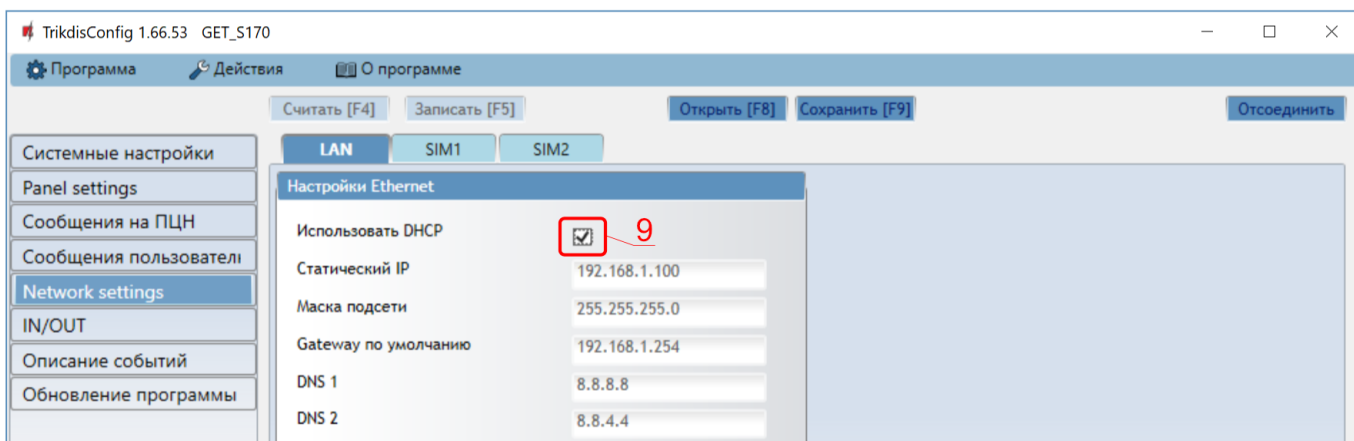 TrikdisConfig 1.66.53 GET_S170
Программа Действия О программе
Считать [F4] Записать [F5] Открыть [F8] Сохранить [F9] Отсоединить
Системные настройки
Panel settings
Сообщения на ПЦН
Сообщения пользовател
Network settings
IN/OUT
Описание событий
Обновление программы
LAN SIM1 SIM2
Настройки Ethernet
Использовать DHCP 9
Статический IP 192.168.1.100
Маска подсети 255.255.255.0
Gateway по умолчанию 192.168.1.254
DNS 1 8.8.8.8
DNS 2 8.8.4.4